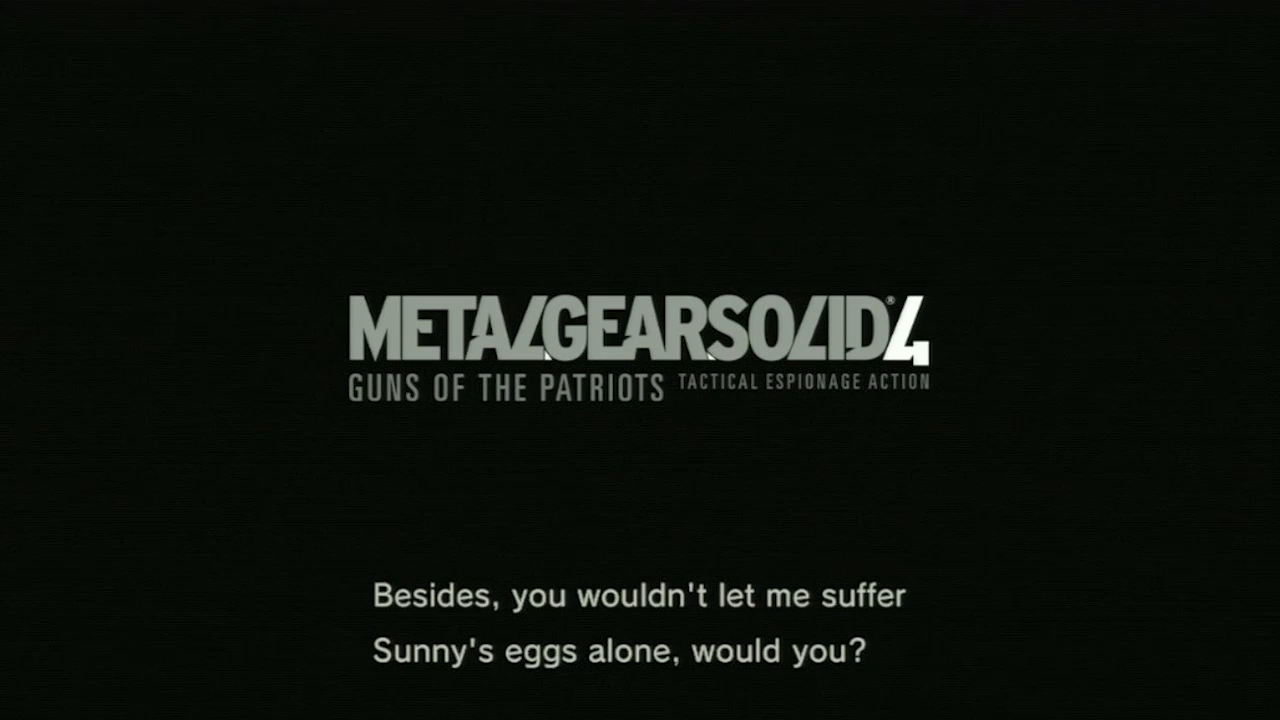 METAL GEAR SOLID® 4
GUNS OF THE PATRIOTS TACTICAL ESPIONAGE ACTION
Besides, you wouldn't let me suffer
Sunny's eggs alone, would you?